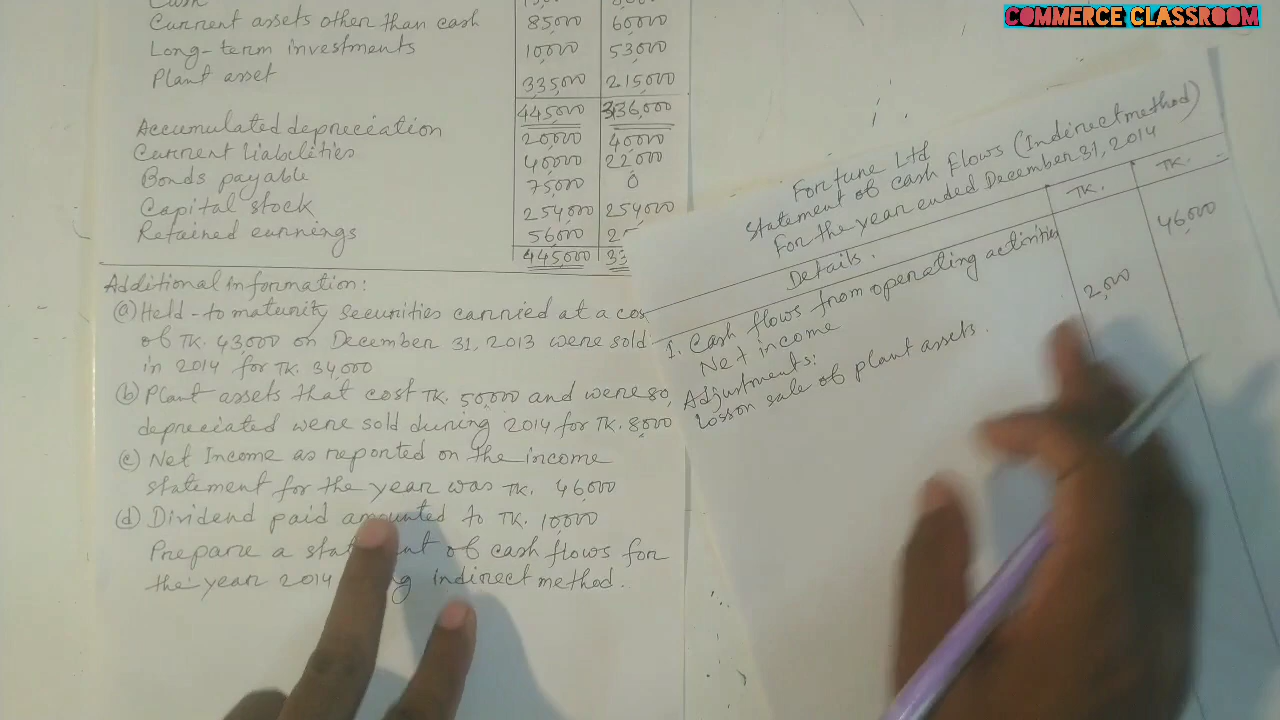 COMMERCE CLASSROOM
Current assets other than cash 85,000 60,000
Long-term investments 10,000 53,000
Plant asset 335,000 215,000
445,000 336,000
Accumulated depreciation 20,000 40,000
Current liabilities 40,000 22,000
Bonds payable 75,000 0
Capital stock 254,000 254,000
Retained earnings 56,000
445,000
Additional information:
(a) Held-to maturity securities carried at a cos
of TK. 43000 on December 31, 2013 were sold
in 2014 for TK. 34,000
(b) Plant assets that cost TK. 50,000 and were 80
depreciated were sold during 2014 for TK. 8,000
(c) Net Income as reported on the income
statement for the year was TK. 46000
(d) Dividend paid amounted to TK. 10,000
Prepare a statement of cash flows for
the year 2014 indirect method.
Fortune Ltd
Statement of cash flows (Indirect method)
For the year ended December 31, 2014
Details. TK. TK.
1. Cash flows from operating activities
Net income 46,000
Adjustments:
Loss on sale of plant assets. 2,000